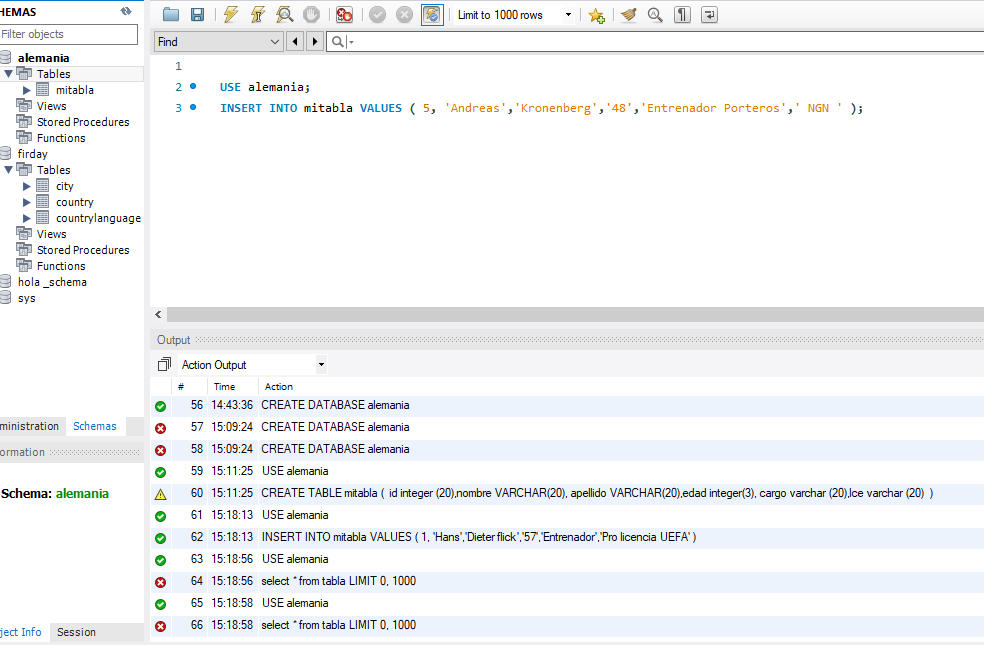 HEMAS
Filter objects
alemania
Tables
mitabla
Views
Stored Procedures
Functions
firday
Tables
city
country
countrylanguage
Views
Stored Procedures
Functions
hola _schema
sys
ministration Schemas
ormation
Schema: alemania
ject Info Session
Limit to 1000 rows
Find
1
2 USE alemania;
3 INSERT INTO mitabla VALUES ( 5, 'Andreas','Kronenberg','48','Entrenador Porteros',' NGN ' );
Output
Action Output
# Time Action
56 14:43:36 CREATE DATABASE alemania
57 15:09:24 CREATE DATABASE alemania
58 15:09:24 CREATE DATABASE alemania
59 15:11:25 USE alemania
60 15:11:25 CREATE TABLE mitabla ( id integer (20),nombre VARCHAR(20), apellido VARCHAR(20),edad integer(3), cargo varchar (20),lce varchar (20) )
61 15:18:13 USE alemania
62 15:18:13 INSERT INTO mitabla VALUES ( 1, 'Hans','Dieter flick','57','Entrenador','Pro licencia UEFA' )
63 15:18:56 USE alemania
64 15:18:56 select * from tabla LIMIT 0, 1000
65 15:18:58 USE alemania
66 15:18:58 select * from tabla LIMIT 0, 1000